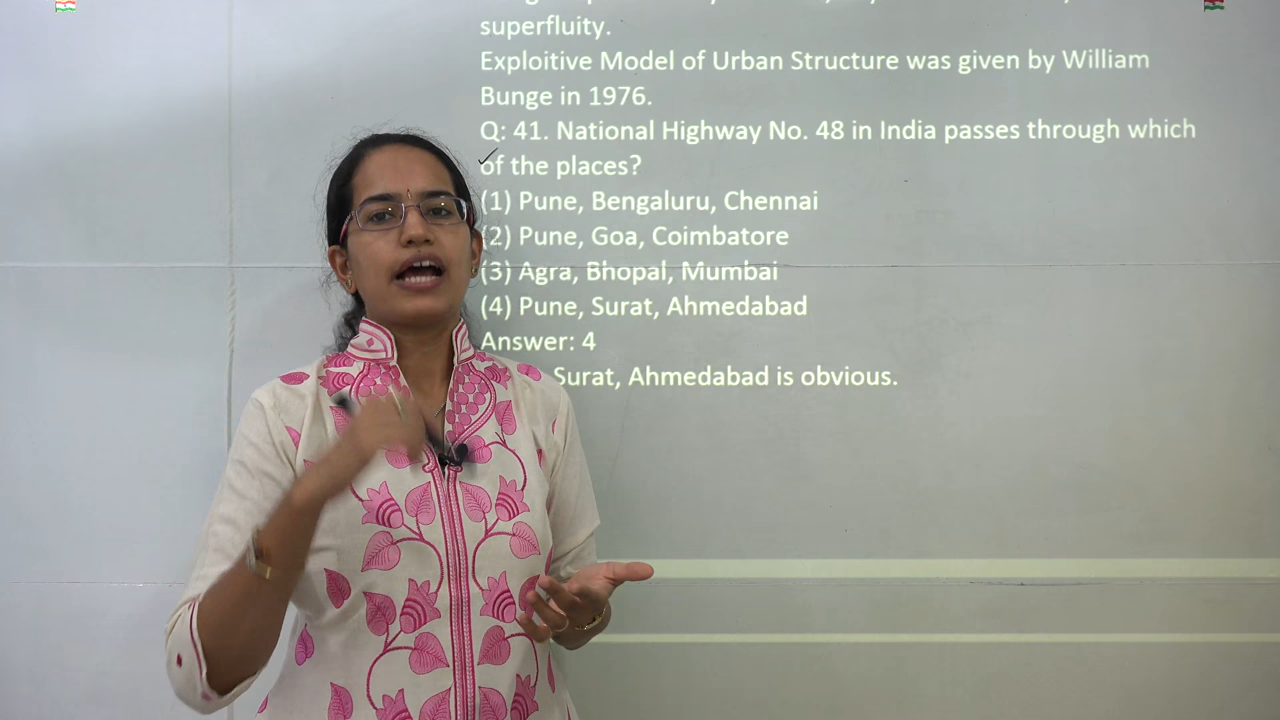 superfluity.
Exploitive Model of Urban Structure was given by William
Bunge in 1976.
Q: 41. National Highway No. 48 in India passes through which
of the places?
(1) Pune, Bengaluru, Chennai
(2) Pune, Goa, Coimbatore
(3) Agra, Bhopal, Mumbai
(4) Pune, Surat, Ahmedabad
Answer: 4
Surat, Ahmedabad is obvious.